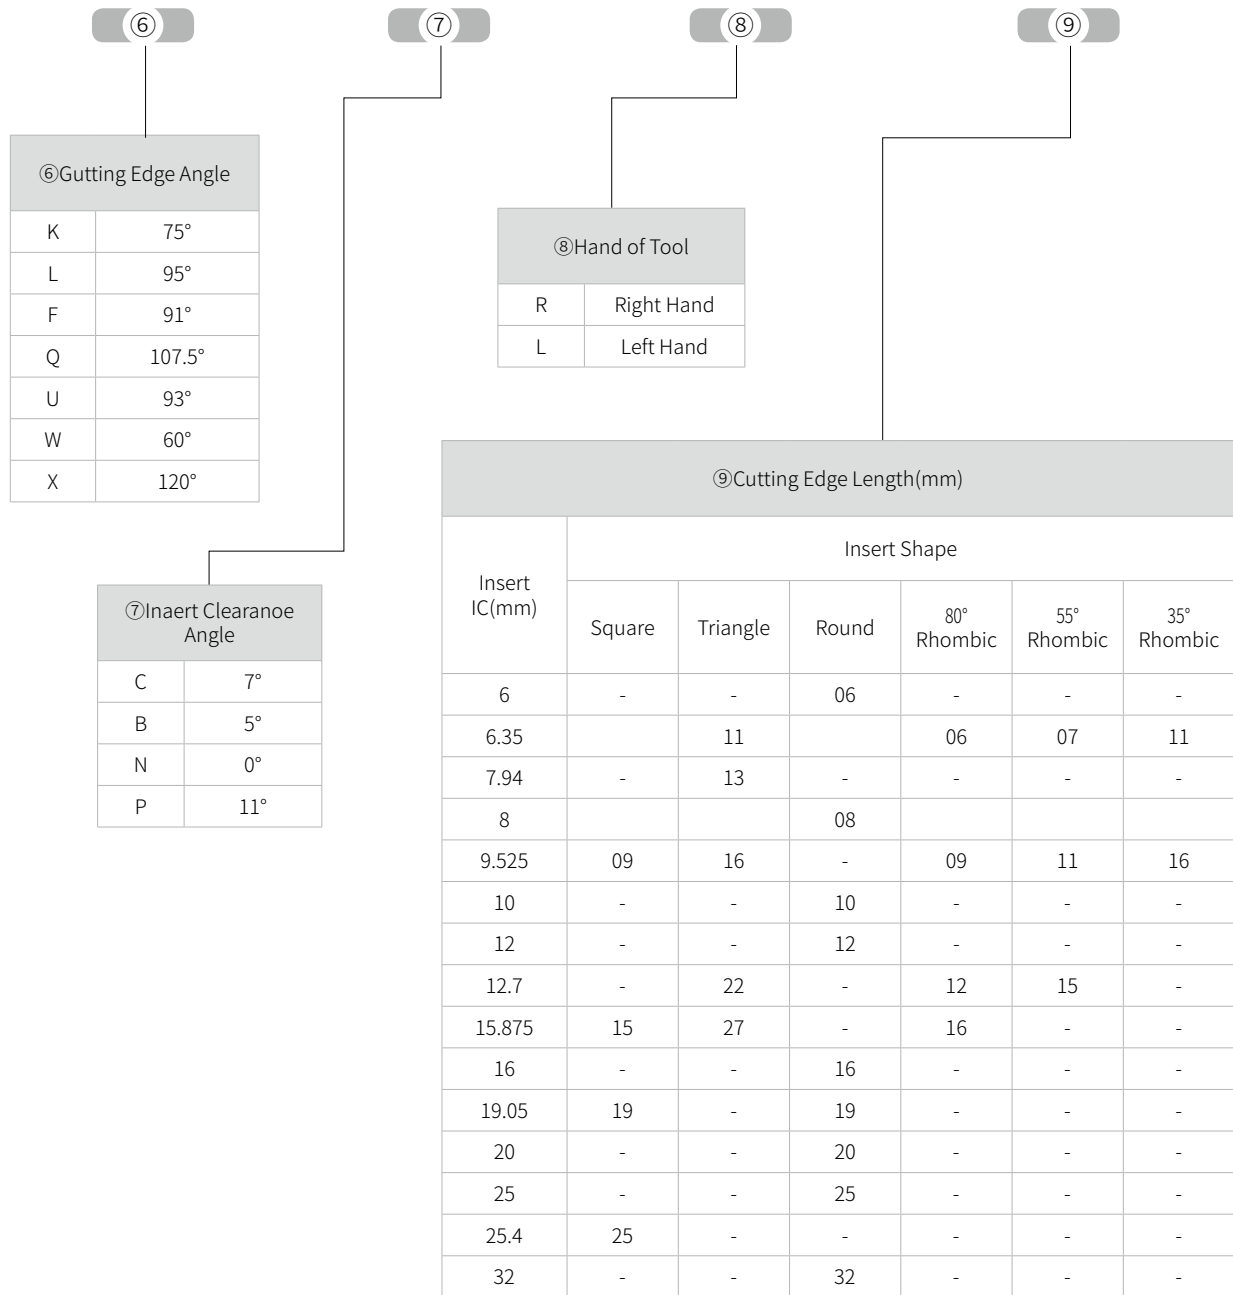 ⑥ ⑦ ⑧ ⑨
⑥Gutting Edge Angle
K 75°
L 95°
F 91°
Q 107.5°
U 93°
W 60°
X 120°
⑦Inaert Clearanoe
Angle
C 7°
B 5°
N 0°
P 11°
⑧Hand of Tool
R Right Hand
L Left Hand
⑨Cutting Edge Length(mm)
Insert
IC(mm)
Insert Shape
Square Triangle Round 80° Rhombic 55° Rhombic 35° Rhombic
6 - - 06 - - -
6.35 11 06 07 11
7.94 - 13 - - - -
8 08
9.525 09 16 - 09 11 16
10 - - 10 - - -
12 - - 12 - - -
12.7 - 22 - 12 15 -
15.875 15 27 - 16 - -
16 - - 16 - - -
19.05 19 - 19 - - -
20 - - 20 - - -
25 - - 25 - - -
25.4 25 - - - - -
32 - - 32 - - -